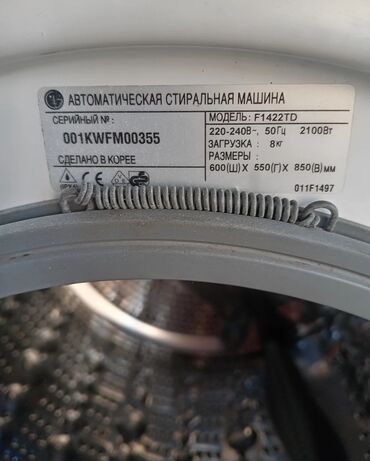 LG АВТОМАТИЧЕСКАЯ СТИРАЛЬНАЯ МАШИНА
СЕРИЙНЫЙ №:
001KWFM00355
СДЕЛАНО В КОРЕЕ
МОДЕЛЬ: F1422TD
220-240В~, 50Гц 2100Вт
ЗАГРУЗКА : 8кг
РАЗМЕРЫ :
600(Ш)X 550(Г)X 850(В)мм
011F1497